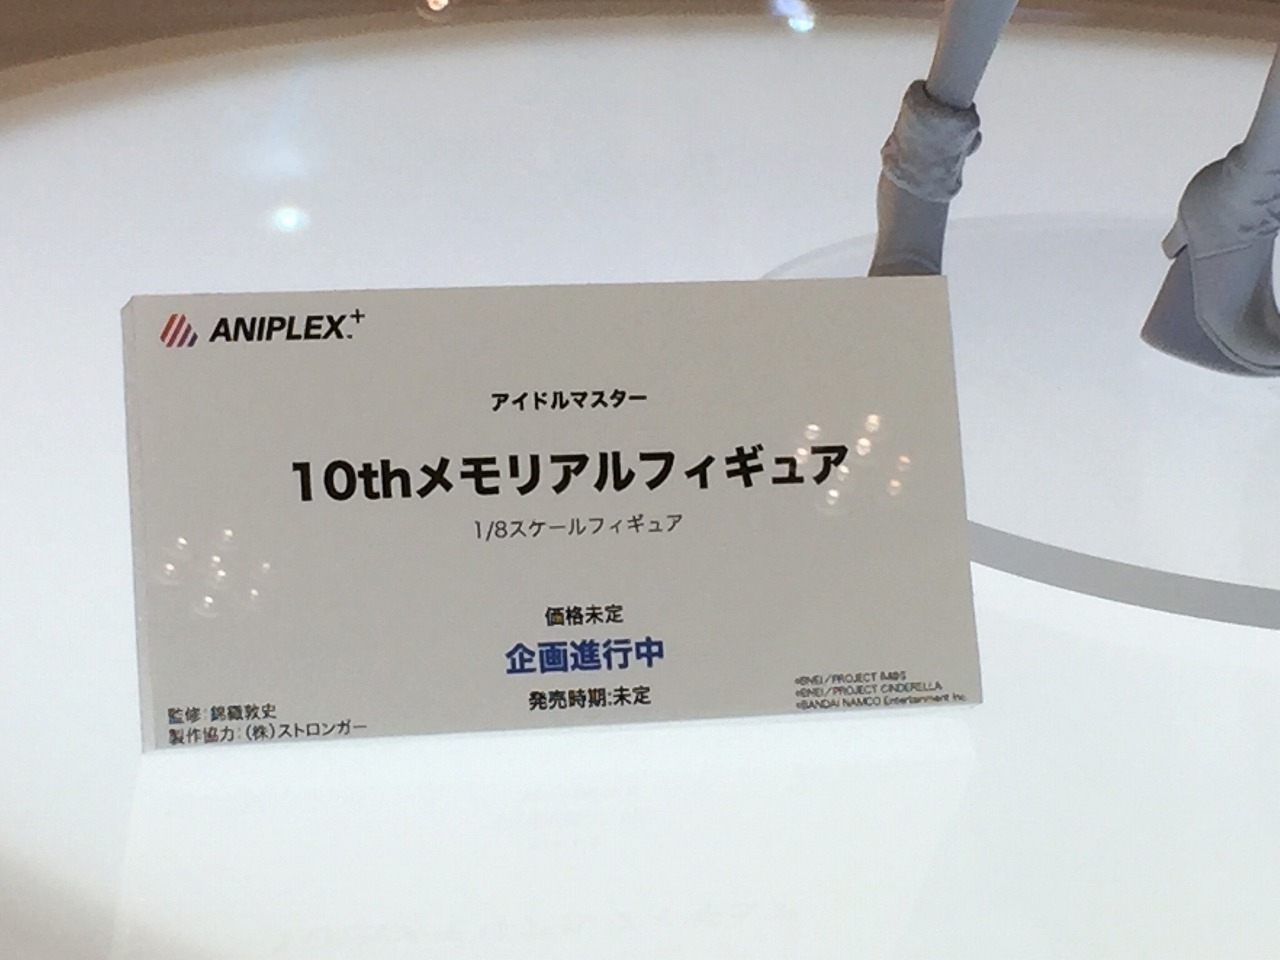 ANIPLEX.+
アイドルマスター
10thメモリアルフィギュア
1/8スケールフィギュア
価格未定
企画進行中
発売時期:未定
監修:錦織敦史
製作協力:(株)ストロンガー
©BNEI/PROJECT iM@S
©BNEI/PROJECT CINDERELLA
©BANDAI NAMCO Entertainment Inc.